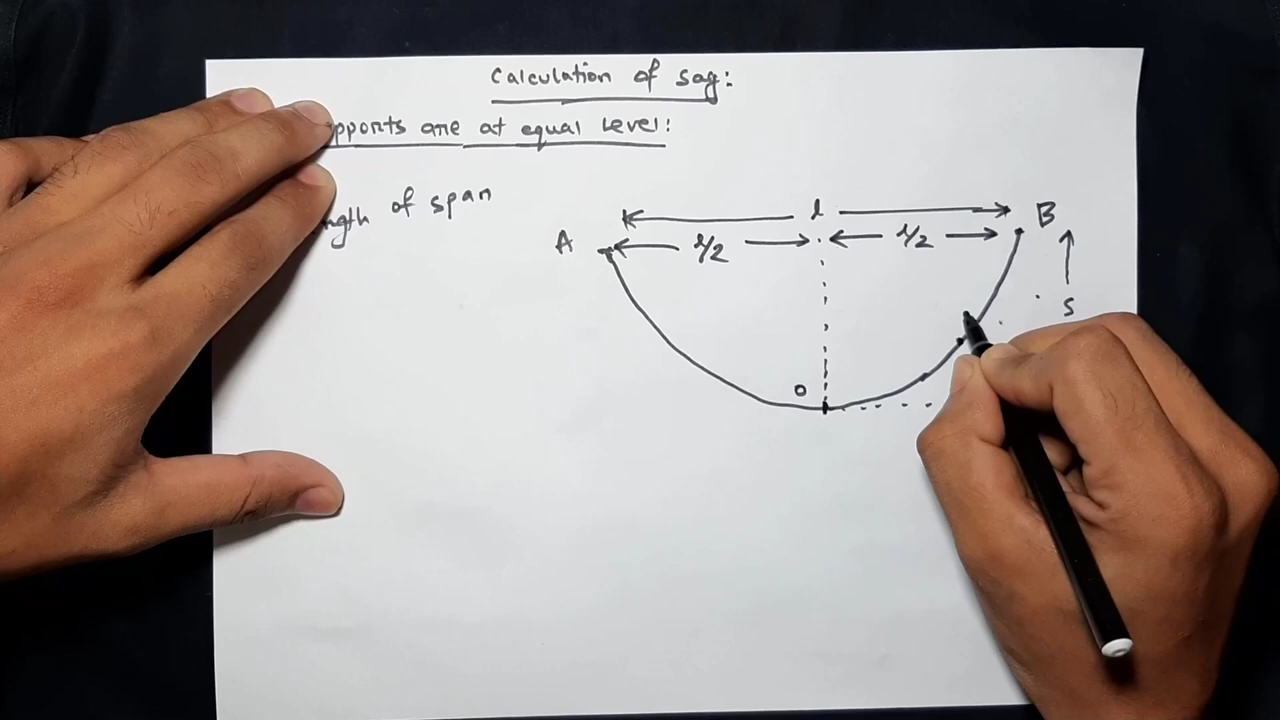 Calculation of sag:
pports are at equal level:
ngth of span
l
A l/2 l/2 B
S
O